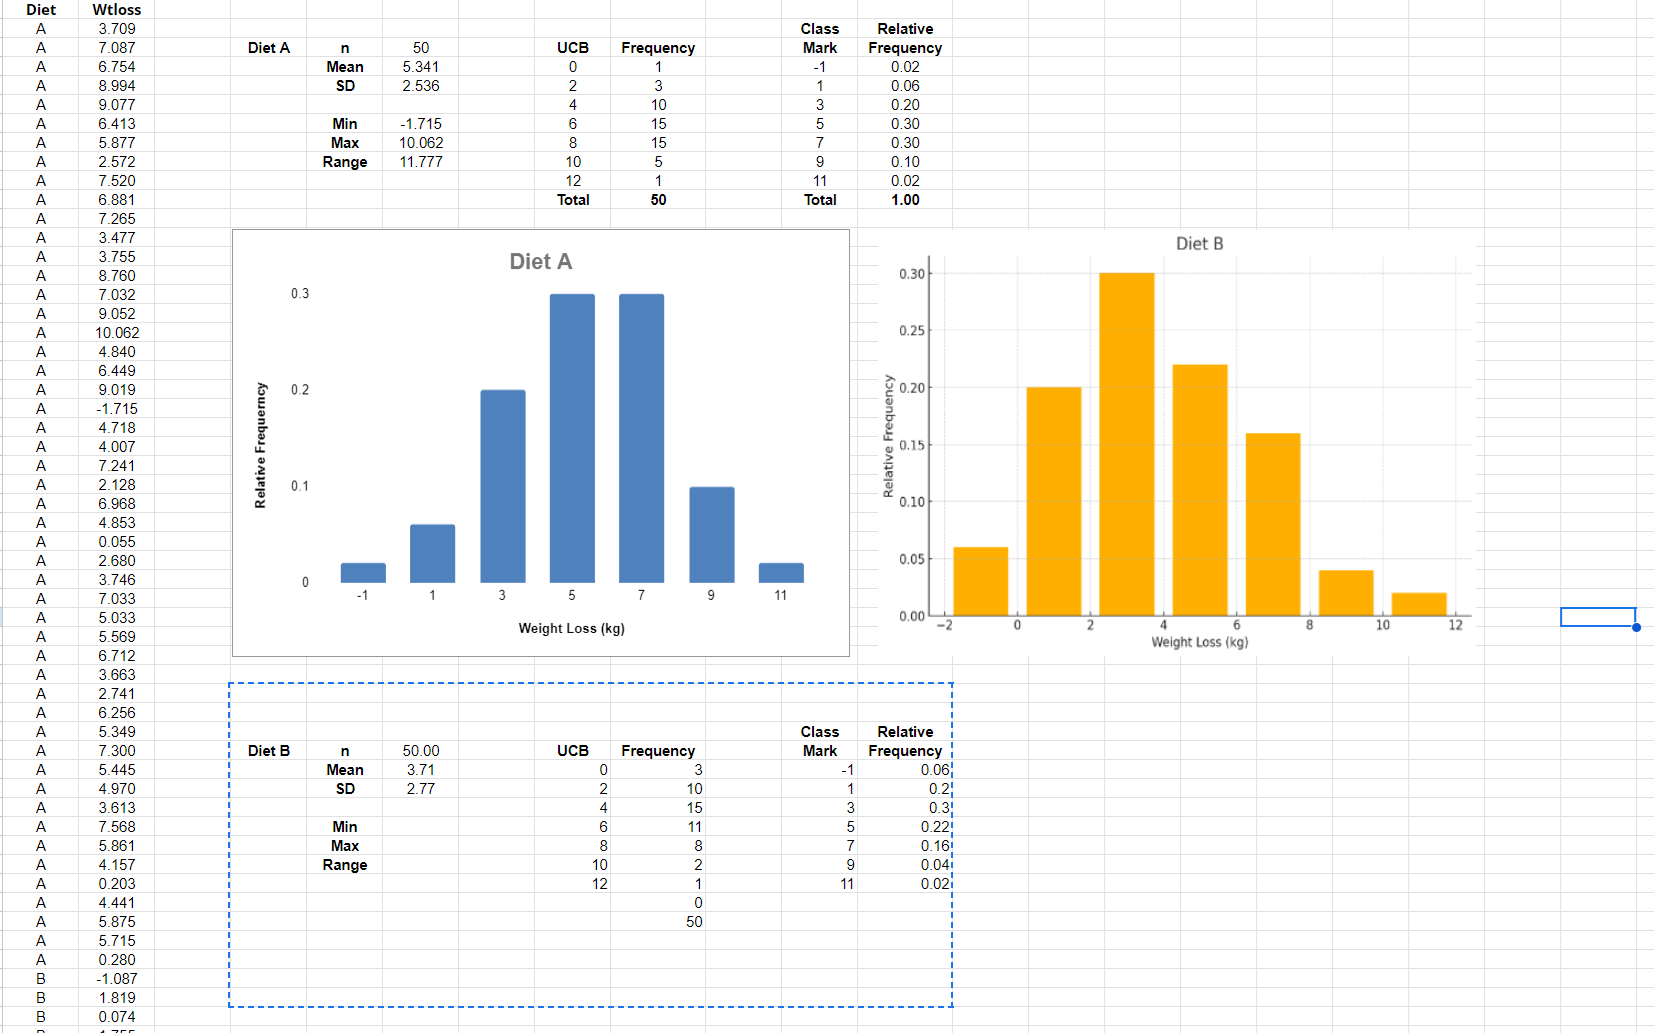 Diet Wtloss
A 3.709 Class Relative
A 7.087 Diet A n 50 UCB Frequency Mark Frequency
A 6.754 Mean 5.341 0 1 -1 0.02
A 8.994 SD 2.536 2 3 1 0.06
A 9.077 4 10 3 0.20
A 6.413 Min -1.715 6 15 5 0.30
A 5.877 Max 10.062 8 15 7 0.30
A 2.572 Range 11.777 10 5 9 0.10
A 7.520 12 1 11 0.02
A 6.881 Total 50 Total 1.00
A 7.265
A 3.477
A 3.755
A 8.760
A 7.032
A 9.052
A 10.062
A 4.840
A 6.449
A 9.019
A -1.715
A 4.718
A 4.007
A 7.241
A 2.128
A 6.968
A 4.853
A 0.055
A 2.680
A 3.746
A 7.033
A 5.033
A 5.569
A 6.712
A 3.663
Diet A
0.3
0.2
0.1
0
Relative Frequerncy
-1 1 3 5 7 9 11
Weight Loss (kg)
Diet B
0.30
0.25
0.20
0.15
0.10
0.05
0.00
Relative Frequency
−2 0 2 4 6 8 10 12
Weight Loss (kg)
A 2.741
A 6.256
A 5.349 Class Relative
A 7.300 Diet B n 50.00 UCB Frequency Mark Frequency
A 5.445 Mean 3.71 0 3 -1 0.06
A 4.970 SD 2.77 2 10 1 0.2
A 3.613 4 15 3 0.3
A 7.568 Min 6 11 5 0.22
A 5.861 Max 8 8 7 0.16
A 4.157 Range 10 2 9 0.04
A 0.203 12 1 11 0.02
A 4.441 0
A 5.875 50
A 5.715
A 0.280
B -1.087
B 1.819
B 0.074